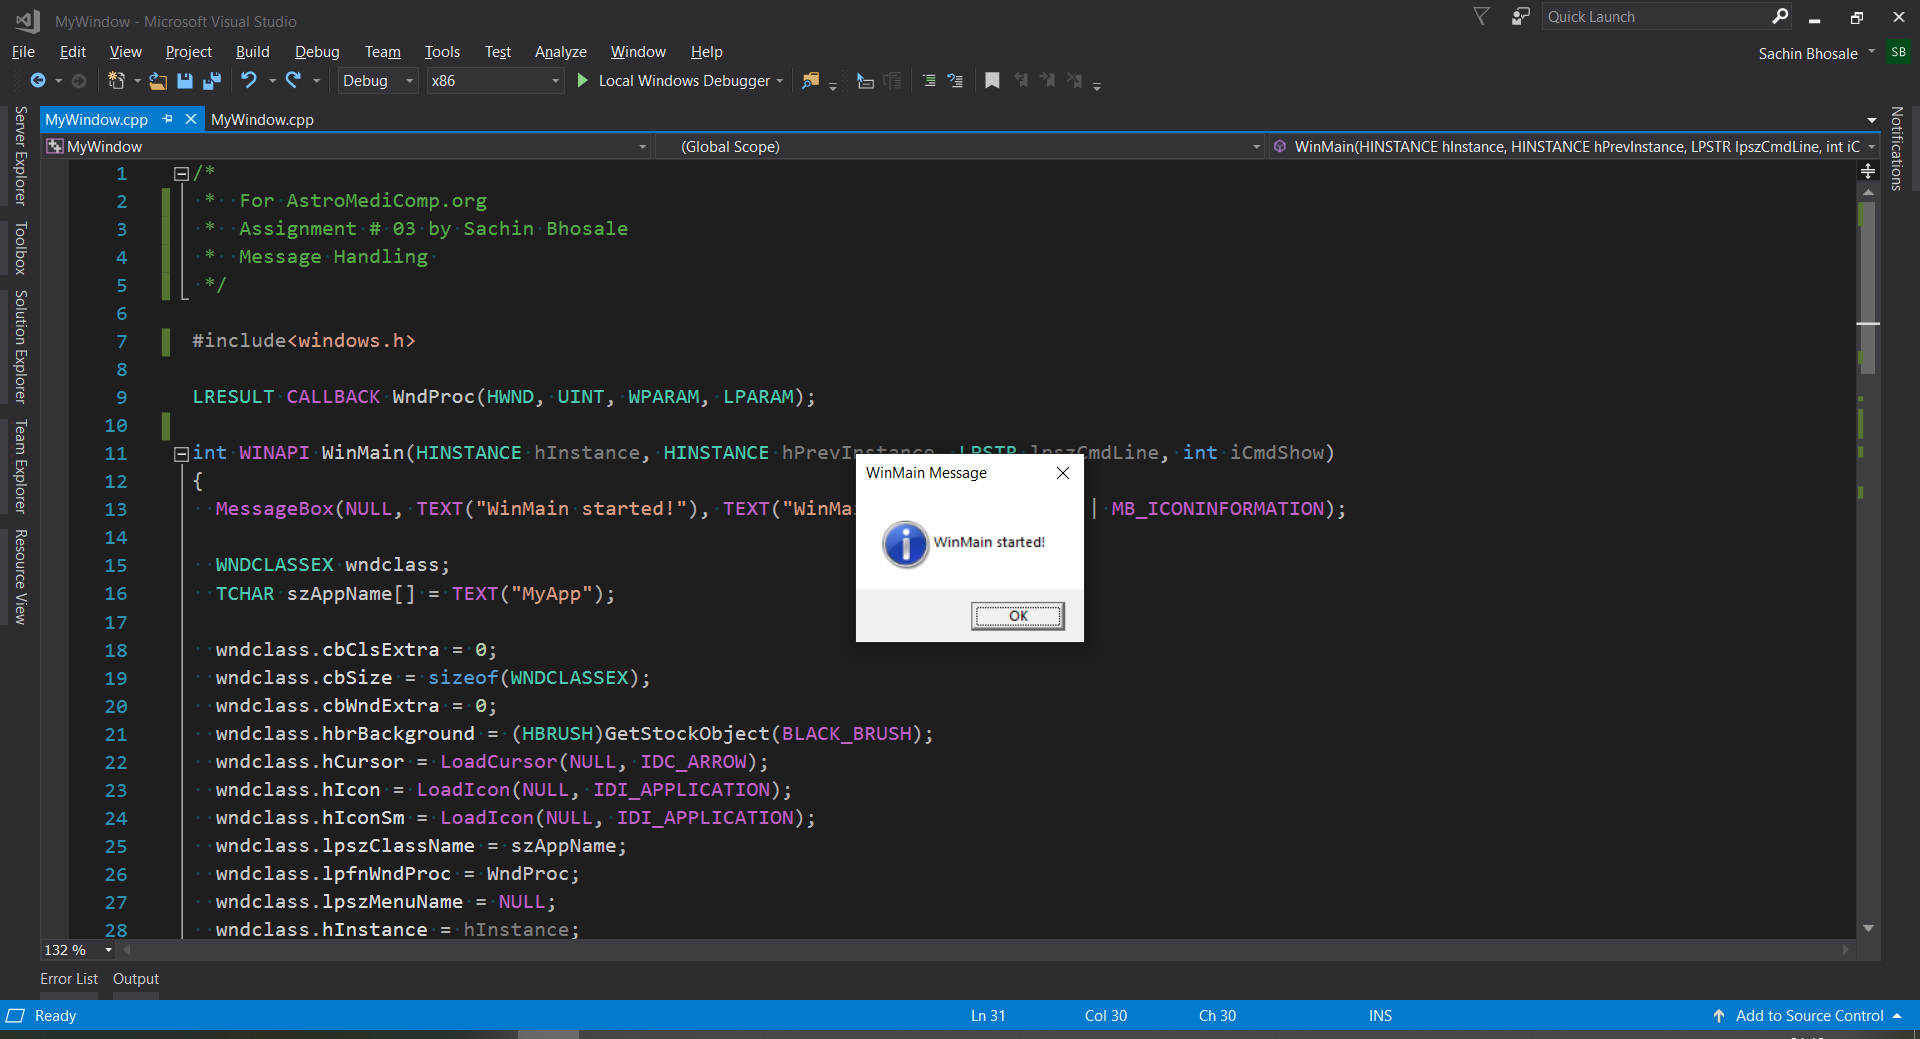 MyWindow - Microsoft Visual Studio
Quick Launch
File Edit View Project Build Debug Team Tools Test Analyze Window Help
Sachin Bhosale SB
Debug x86 Local Windows Debugger
MyWindow.cpp MyWindow.cpp
MyWindow (Global Scope) WinMain(HINSTANCE hInstance, HINSTANCE hPrevInstance, LPSTR lpszCmdLine, int iC
Server Explorer
Toolbox
Solution Explorer
Team Explorer
Resource View
Notifications
1 /*
2 * For AstroMediComp.org
3 * Assignment # 03 by Sachin Bhosale
4 * Message Handling
5 */
6
7 #include<windows.h>
8
9 LRESULT CALLBACK WndProc(HWND, UINT, WPARAM, LPARAM);
10
11 int WINAPI WinMain(HINSTANCE hInstance, HINSTANCE hPrevInstance, LPSTR lpszCmdLine, int iCmdShow)
12 {
13 MessageBox(NULL, TEXT("WinMain started!"), TEXT("WinMai | MB_ICONINFORMATION);
14
15 WNDCLASSEX wndclass;
16 TCHAR szAppName[] = TEXT("MyApp");
17
18 wndclass.cbClsExtra = 0;
19 wndclass.cbSize = sizeof(WNDCLASSEX);
20 wndclass.cbWndExtra = 0;
21 wndclass.hbrBackground = (HBRUSH)GetStockObject(BLACK_BRUSH);
22 wndclass.hCursor = LoadCursor(NULL, IDC_ARROW);
23 wndclass.hIcon = LoadIcon(NULL, IDI_APPLICATION);
24 wndclass.hIconSm = LoadIcon(NULL, IDI_APPLICATION);
25 wndclass.lpszClassName = szAppName;
26 wndclass.lpfnWndProc = WndProc;
27 wndclass.lpszMenuName = NULL;
28 wndclass.hInstance = hInstance;
WinMain Message
WinMain started!
OK
132 %
Error List Output
Ready Ln 31 Col 30 Ch 30 INS Add to Source Control